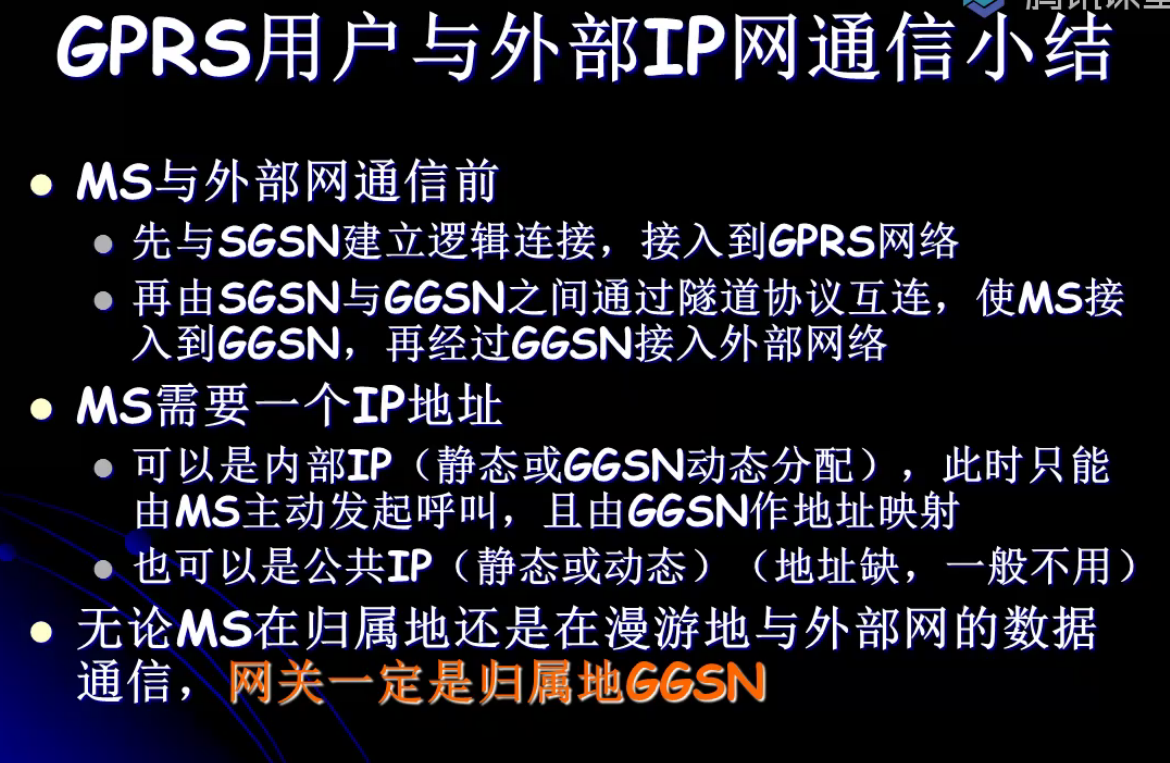 腾讯课堂
GPRS用户与外部IP网通信小结
MS与外部网通信前
先与SGSN建立逻辑连接，接入到GPRS网络
再由SGSN与GGSN之间通过隧道协议互连，使MS接
入到GGSN，再经过GGSN接入外部网络
MS需要一个IP地址
可以是内部IP（静态或GGSN动态分配），此时只能
由MS主动发起呼叫，且由GGSN作地址映射
也可以是公共IP（静态或动态）（地址缺，一般不用）
无论MS在归属地还是在漫游地与外部网的数据
通信，网关一定是归属地GGSN